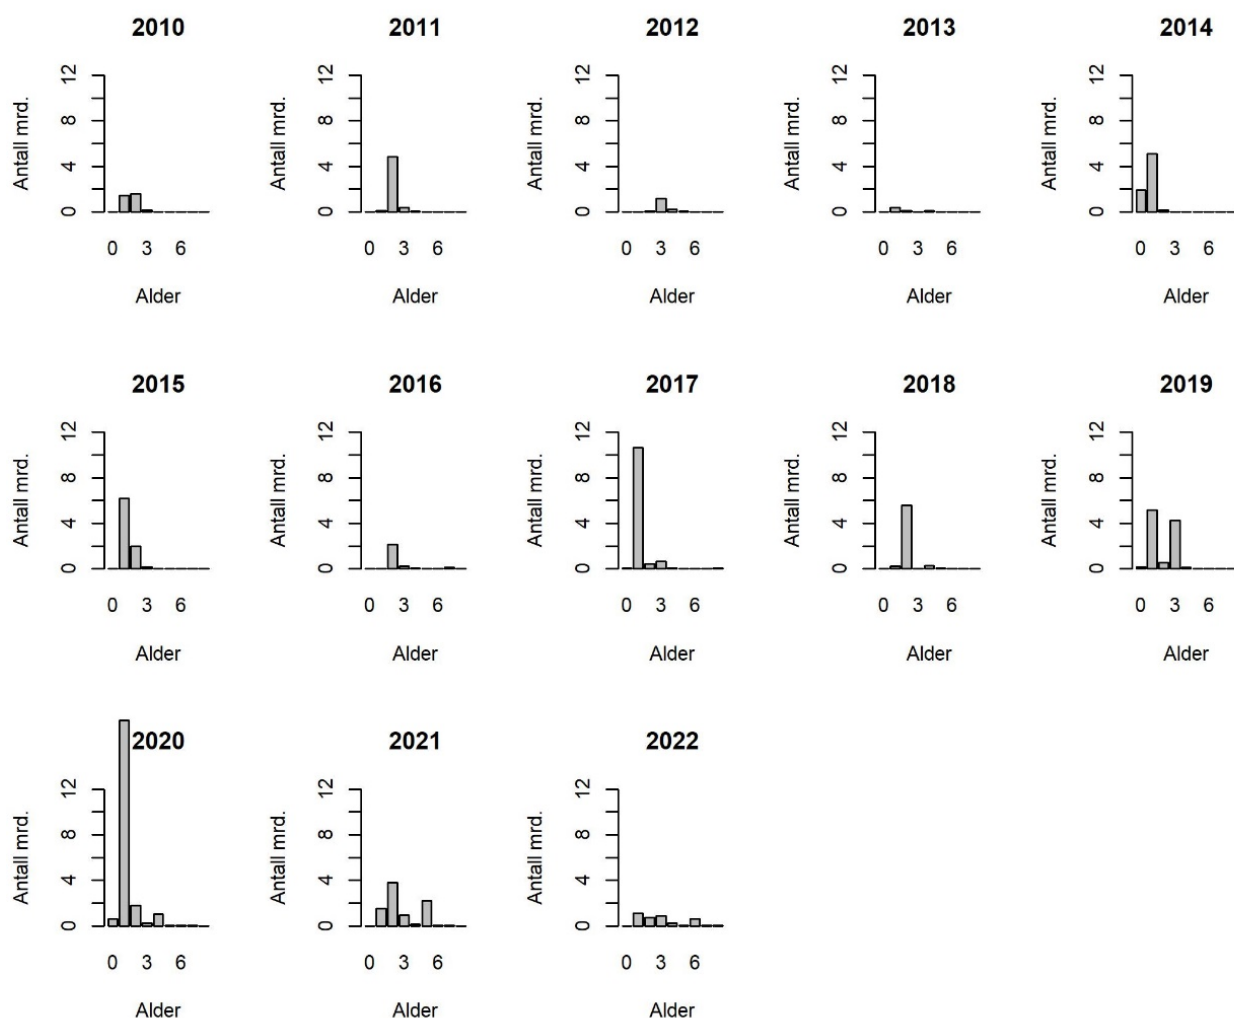 2010 2011 2012 2013 2014
Antall mrd. Antall mrd. Antall mrd. Antall mrd. Antall mrd.
12 12 12 12 12
8 8 8 8 8
4 4 4 4 4
0 0 0 0 0
0 3 6 0 3 6 0 3 6 0 3 6 0 3 6
Alder Alder Alder Alder Alder
2015 2016 2017 2018 2019
Antall mrd. Antall mrd. Antall mrd. Antall mrd. Antall mrd.
12 12 12 12 12
8 8 8 8 8
4 4 4 4 4
0 0 0 0 0
0 3 6 0 3 6 0 3 6 0 3 6 0 3 6
Alder Alder Alder Alder Alder
2020 2021 2022
Antall mrd. Antall mrd. Antall mrd.
12 12 12
8 8 8
4 4 4
0 0 0
0 3 6 0 3 6 0 3 6
Alder Alder Alder